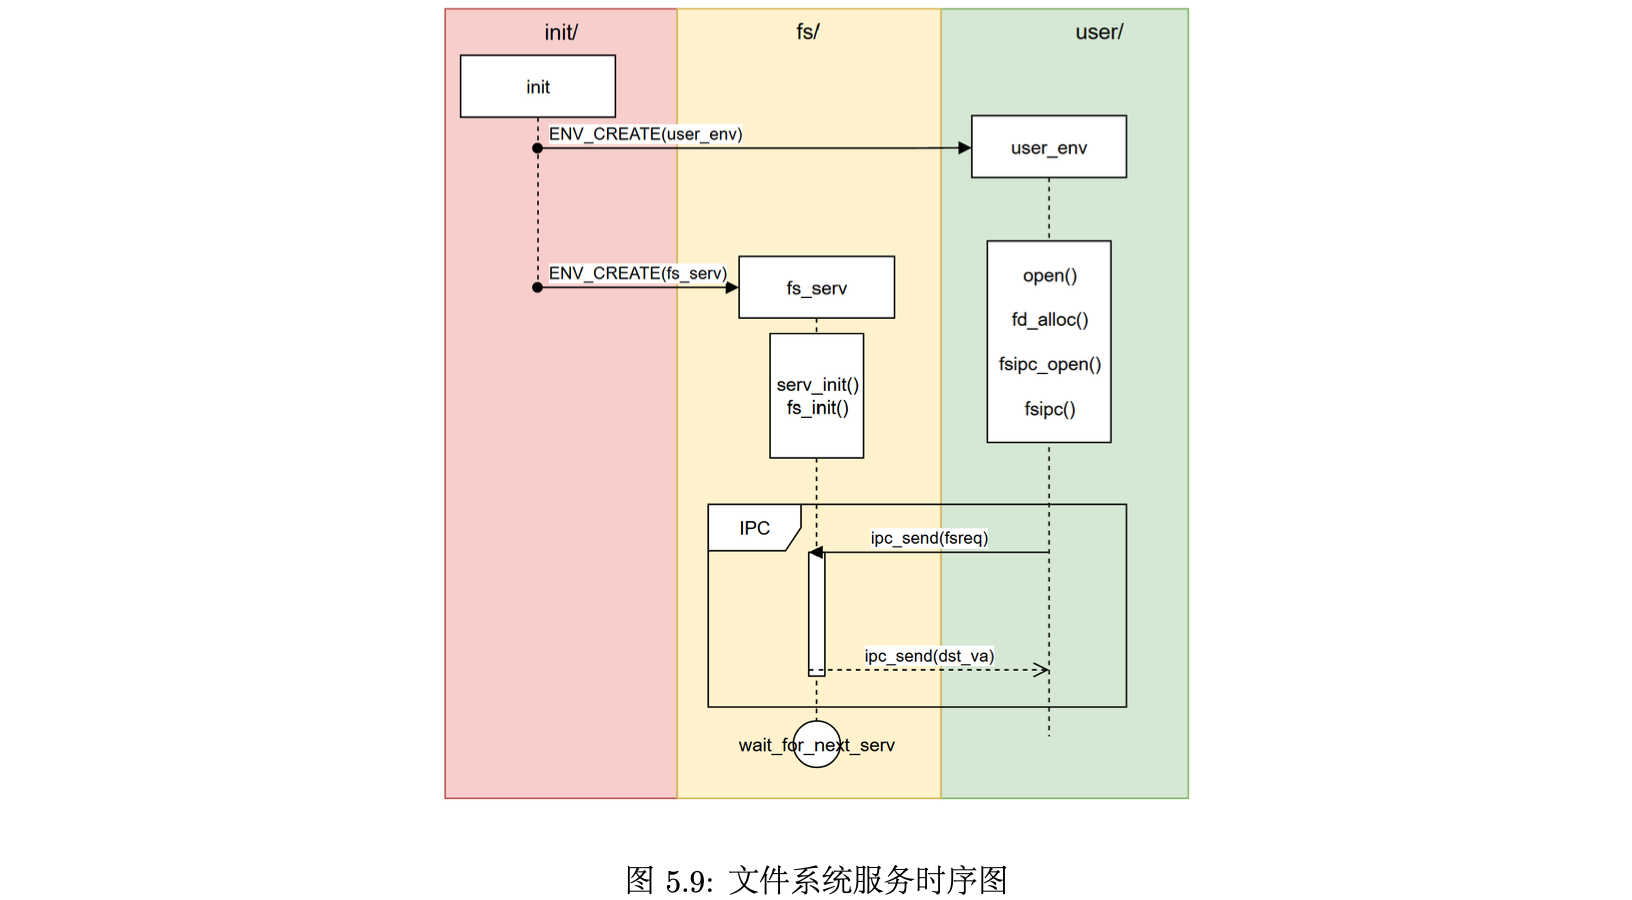 init/
fs/
user/
init
ENV_CREATE(user_env)
user_env
ENV_CREATE(fs_serv)
fs_serv
open()
fd_alloc()
fsipc_open()
fsipc()
serv_init()
fs_init()
IPC
ipc_send(fsreq)
ipc_send(dst_va)
wait_for_next_serv
图 5.9: 文件系统服务时序图